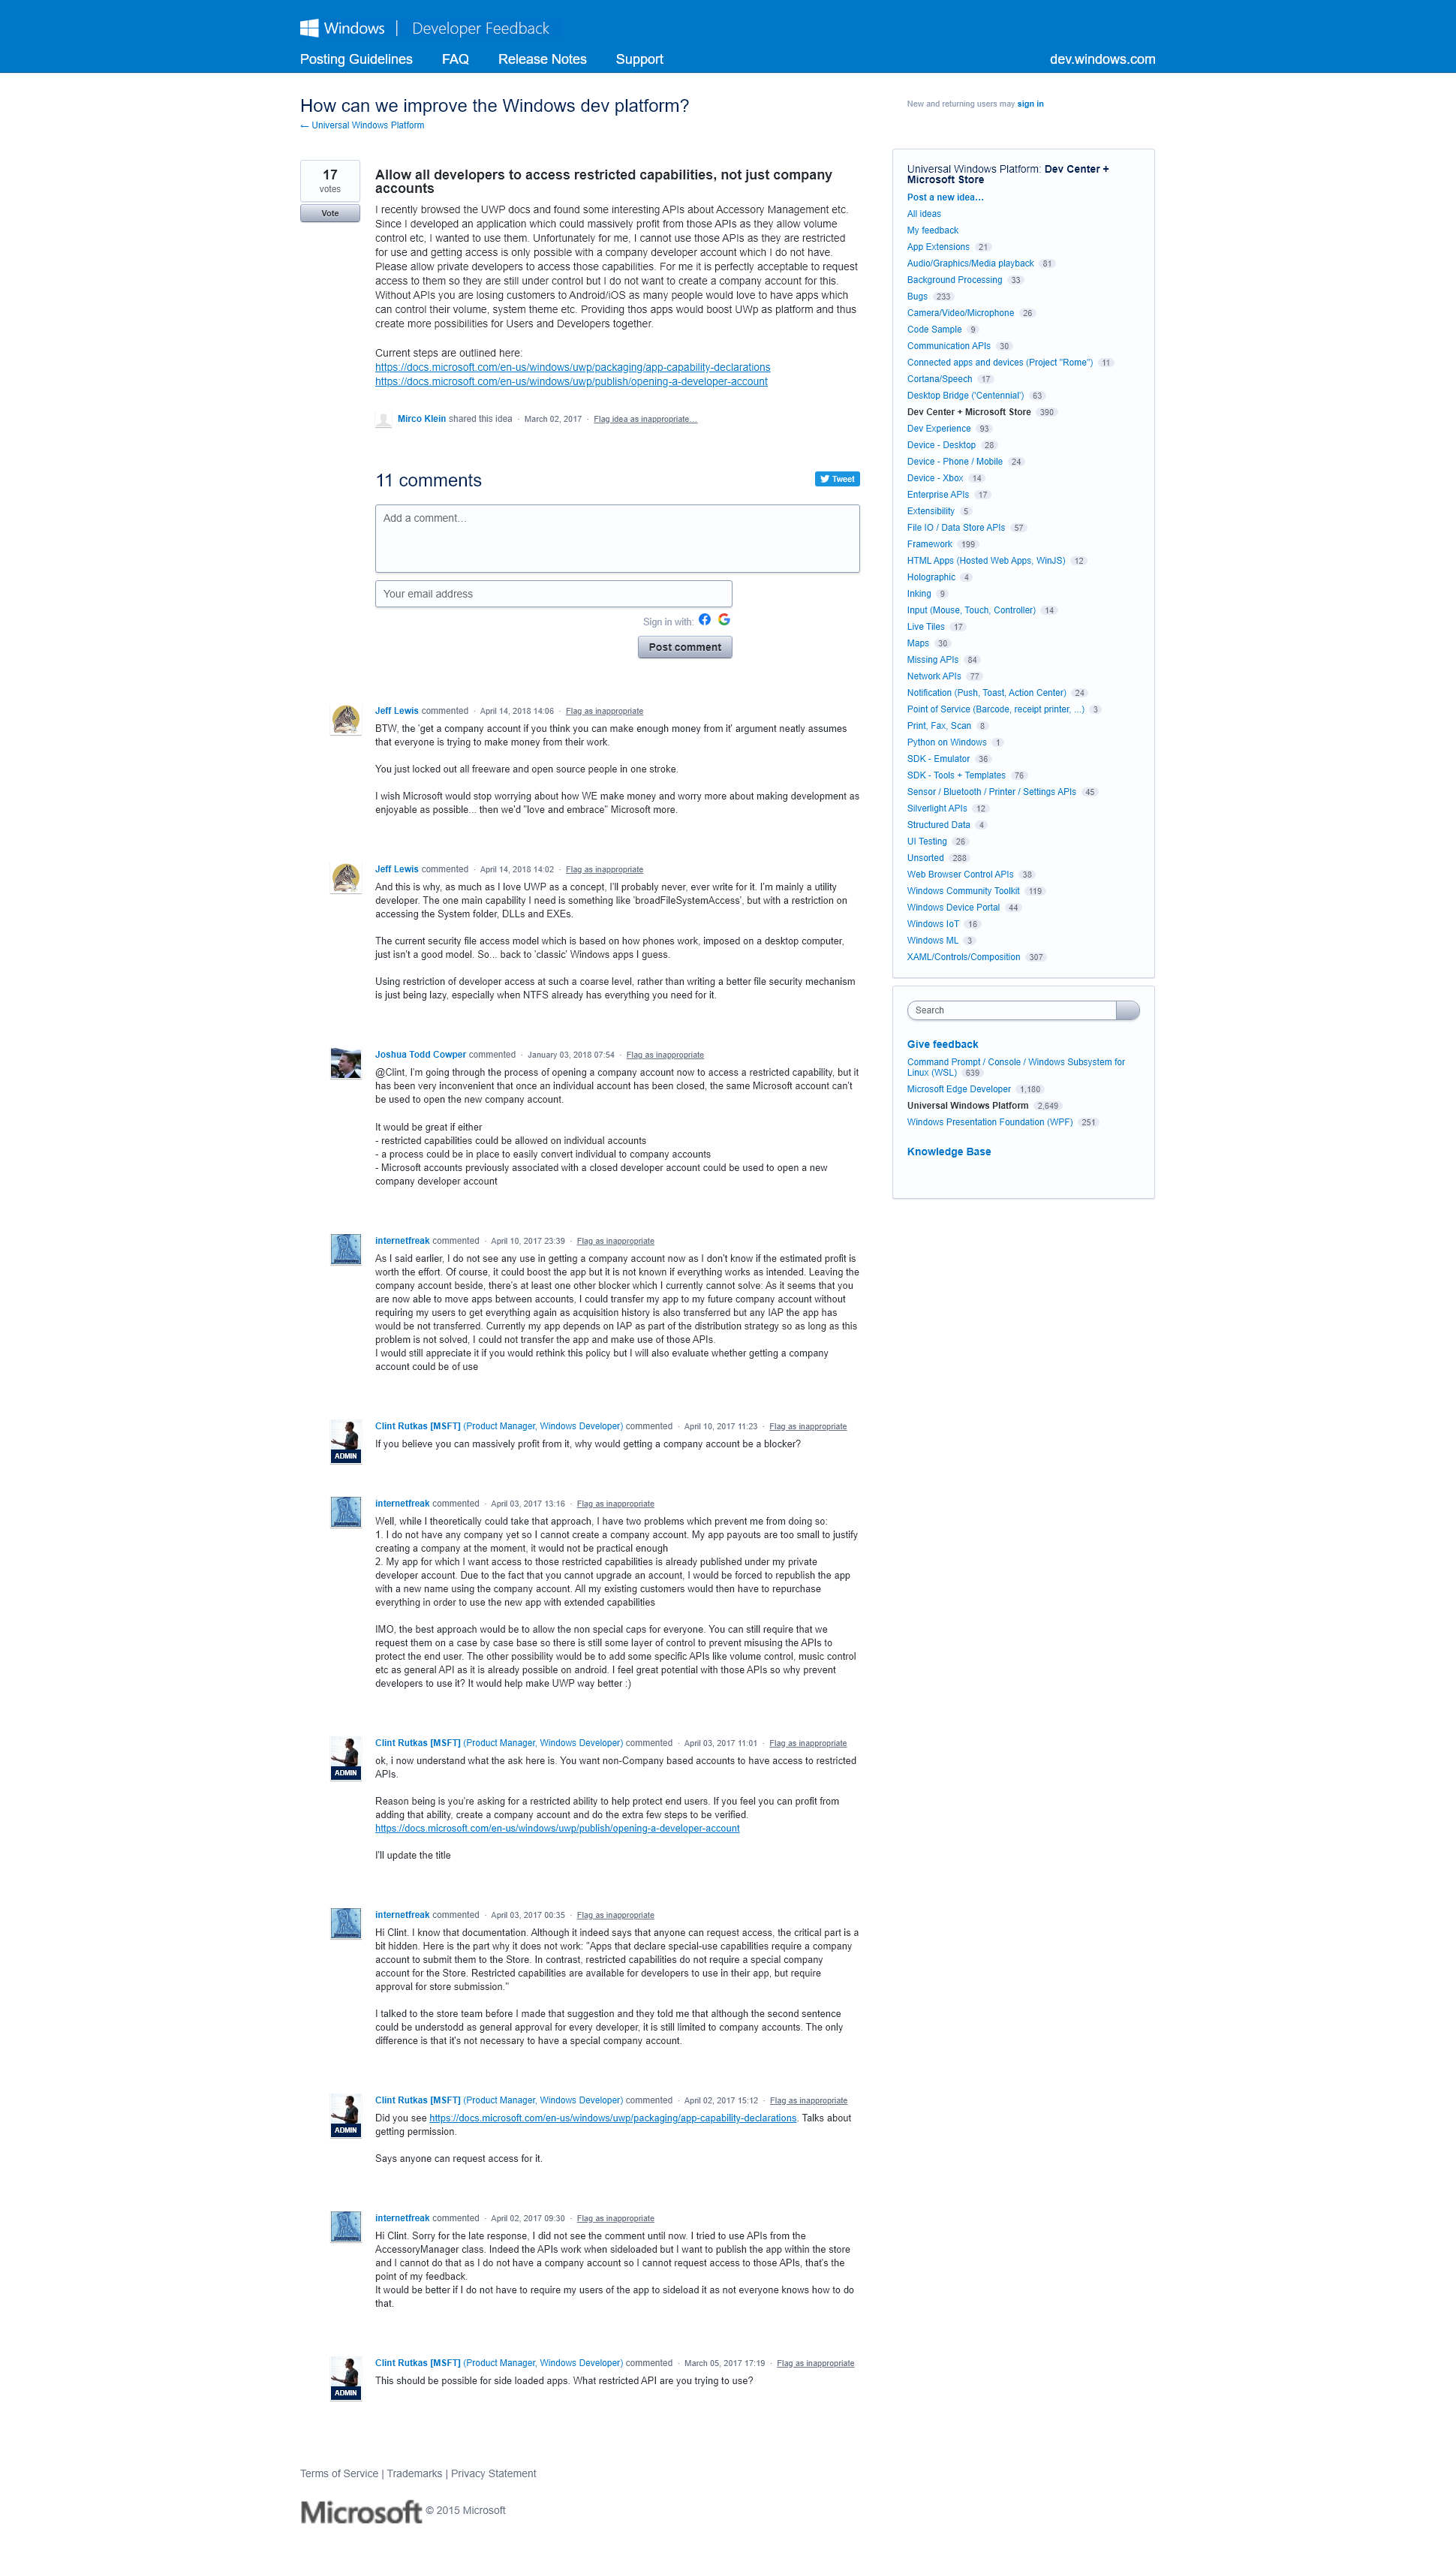 Windows | Developer Feedback
Posting Guidelines FAQ Release Notes Support dev.windows.com
How can we improve the Windows dev platform?
← Universal Windows Platform
New and returning users may sign in
17
votes
Vote
Allow all developers to access restricted capabilities, not just company
accounts
I recently browsed the UWP docs and found some interesting APIs about Accessory Management etc.
Since I developed an application which could massively profit from those APIs as they allow volume
control etc, I wanted to use them. Unfortunately for me, I cannot use those APIs as they are restricted
for use and getting access is only possible with a company developer account which I do not have.
Please allow private developers to access those capabilities. For me it is perfectly acceptable to request
access to them so they are still under control but I do not want to create a company account for this.
Without APIs you are losing customers to Android/iOS as many people would love to have apps which
can control their volume, system theme etc. Providing thos apps would boost UWp as platform and thus
create more possibilities for Users and Developers together.
Current steps are outlined here:
https://docs.microsoft.com/en-us/windows/uwp/packaging/app-capability-declarations
https://docs.microsoft.com/en-us/windows/uwp/publish/opening-a-developer-account
Mirco Klein shared this idea · March 02, 2017 · Flag idea as inappropriate…
11 comments
Tweet
Add a comment…
Your email address
Sign in with:
Post comment
Jeff Lewis commented · April 14, 2018 14:06 · Flag as inappropriate
BTW, the 'get a company account if you think you can make enough money from it' argument neatly assumes
that everyone is trying to make money from their work.
You just locked out all freeware and open source people in one stroke.
I wish Microsoft would stop worrying about how WE make money and worry more about making development as
enjoyable as possible... then we'd "love and embrace" Microsoft more.
Jeff Lewis commented · April 14, 2018 14:02 · Flag as inappropriate
And this is why, as much as I love UWP as a concept, I'll probably never, ever write for it. I'm mainly a utility
developer. The one main capability I need is something like 'broadFileSystemAccess', but with a restriction on
accessing the System folder, DLLs and EXEs.
The current security file access model which is based on how phones work, imposed on a desktop computer,
just isn't a good model. So... back to 'classic' Windows apps I guess.
Using restriction of developer access at such a coarse level, rather than writing a better file security mechanism
is just being lazy, especially when NTFS already has everything you need for it.
Joshua Todd Cowper commented · January 03, 2018 07:54 · Flag as inappropriate
@Clint, I'm going through the process of opening a company account now to access a restricted capability, but it
has been very inconvenient that once an individual account has been closed, the same Microsoft account can't
be used to open the new company account.
It would be great if either
- restricted capabilities could be allowed on individual accounts
- a process could be in place to easily convert individual to company accounts
- Microsoft accounts previously associated with a closed developer account could be used to open a new
company developer account
internetfreak commented · April 10, 2017 23:39 · Flag as inappropriate
As I said earlier, I do not see any use in getting a company account now as I don't know if the estimated profit is
worth the effort. Of course, it could boost the app but it is not known if everything works as intended. Leaving the
company account beside, there's at least one other blocker which I currently cannot solve: As it seems that you
are now able to move apps between accounts, I could transfer my app to my future company account without
requiring my users to get everything again as acquisition history is also transferred but any IAP the app has
would be not transferred. Currently my app depends on IAP as part of the distribution strategy so as long as this
problem is not solved, I could not transfer the app and make use of those APIs.
I would still appreciate it if you would rethink this policy but I will also evaluate whether getting a company
account could be of use
Clint Rutkas [MSFT] (Product Manager, Windows Developer) commented · April 10, 2017 11:23 · Flag as inappropriate
ADMIN
If you believe you can massively profit from it, why would getting a company account be a blocker?
internetfreak commented · April 03, 2017 13:16 · Flag as inappropriate
Well, while I theoretically could take that approach, I have two problems which prevent me from doing so:
1. I do not have any company yet so I cannot create a company account. My app payouts are too small to justify
creating a company at the moment, it would not be practical enough
2. My app for which I want access to those restricted capabilities is already published under my private
developer account. Due to the fact that you cannot upgrade an account, I would be forced to republish the app
with a new name using the company account. All my existing customers would then have to repurchase
everything in order to use the new app with extended capabilities
IMO, the best approach would be to allow the non special caps for everyone. You can still require that we
request them on a case by case base so there is still some layer of control to prevent misusing the APIs to
protect the end user. The other possibility would be to add some specific APIs like volume control, music control
etc as general API as it is already possible on android. I feel great potential with those APIs so why prevent
developers to use it? It would help make UWP way better :)
Clint Rutkas [MSFT] (Product Manager, Windows Developer) commented · April 03, 2017 11:01 · Flag as inappropriate
ADMIN
ok, i now understand what the ask here is. You want non-Company based accounts to have access to restricted
APIs.
Reason being is you're asking for a restricted ability to help protect end users. If you feel you can profit from
adding that ability, create a company account and do the extra few steps to be verified.
https://docs.microsoft.com/en-us/windows/uwp/publish/opening-a-developer-account
I'll update the title
internetfreak commented · April 03, 2017 00:35 · Flag as inappropriate
Hi Clint. I know that documentation. Although it indeed says that anyone can request access, the critical part is a
bit hidden. Here is the part why it does not work: "Apps that declare special-use capabilities require a company
account to submit them to the Store. In contrast, restricted capabilities do not require a special company
account for the Store. Restricted capabilities are available for developers to use in their app, but require
approval for store submission."
I talked to the store team before I made that suggestion and they told me that although the second sentence
could be understodd as general approval for every developer, it is still limited to company accounts. The only
difference is that it's not necessary to have a special company account.
Clint Rutkas [MSFT] (Product Manager, Windows Developer) commented · April 02, 2017 15:12 · Flag as inappropriate
ADMIN
Did you see https://docs.microsoft.com/en-us/windows/uwp/packaging/app-capability-declarations. Talks about
getting permission.
Says anyone can request access for it.
internetfreak commented · April 02, 2017 09:30 · Flag as inappropriate
Hi Clint. Sorry for the late response, I did not see the comment until now. I tried to use APIs from the
AccessoryManager class. Indeed the APIs work when sideloaded but I want to publish the app within the store
and I cannot do that as I do not have a company account so I cannot request access to those APIs, that's the
point of my feedback.
It would be better if I do not have to require my users of the app to sideload it as not everyone knows how to do
that.
Clint Rutkas [MSFT] (Product Manager, Windows Developer) commented · March 05, 2017 17:19 · Flag as inappropriate
ADMIN
This should be possible for side loaded apps. What restricted API are you trying to use?
Universal Windows Platform: Dev Center +
Microsoft Store
Post a new idea…
All ideas
My feedback
App Extensions 21
Audio/Graphics/Media playback 81
Background Processing 33
Bugs 233
Camera/Video/Microphone 26
Code Sample 9
Communication APIs 30
Connected apps and devices (Project "Rome") 11
Cortana/Speech 17
Desktop Bridge ('Centennial') 63
Dev Center + Microsoft Store 390
Dev Experience 93
Device - Desktop 28
Device - Phone / Mobile 24
Device - Xbox 14
Enterprise APIs 17
Extensibility 5
File IO / Data Store APIs 57
Framework 199
HTML Apps (Hosted Web Apps, WinJS) 12
Holographic 4
Inking 9
Input (Mouse, Touch, Controller) 14
Live Tiles 17
Maps 30
Missing APIs 84
Network APIs 77
Notification (Push, Toast, Action Center) 24
Point of Service (Barcode, receipt printer, ...) 3
Print, Fax, Scan 8
Python on Windows 1
SDK - Emulator 36
SDK - Tools + Templates 76
Sensor / Bluetooth / Printer / Settings APIs 45
Silverlight APIs 12
Structured Data 4
UI Testing 26
Unsorted 288
Web Browser Control APIs 38
Windows Community Toolkit 119
Windows Device Portal 44
Windows IoT 16
Windows ML 3
XAML/Controls/Composition 307
Search
Give feedback
Command Prompt / Console / Windows Subsystem for
Linux (WSL) 639
Microsoft Edge Developer 1,180
Universal Windows Platform 2,649
Windows Presentation Foundation (WPF) 251
Knowledge Base
Terms of Service | Trademarks | Privacy Statement
Microsoft © 2015 Microsoft